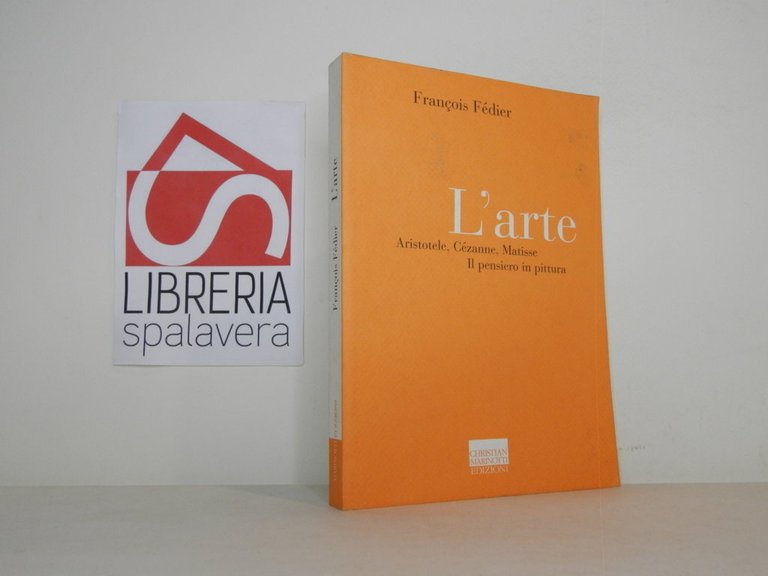 LIBRERIA
spalavera
François Fédier L'arte
François Fédier
L'arte
Aristotele, Cézanne, Matisse
Il pensiero in pittura
CHRISTIAN
MARINOTTI
EDIZIONI